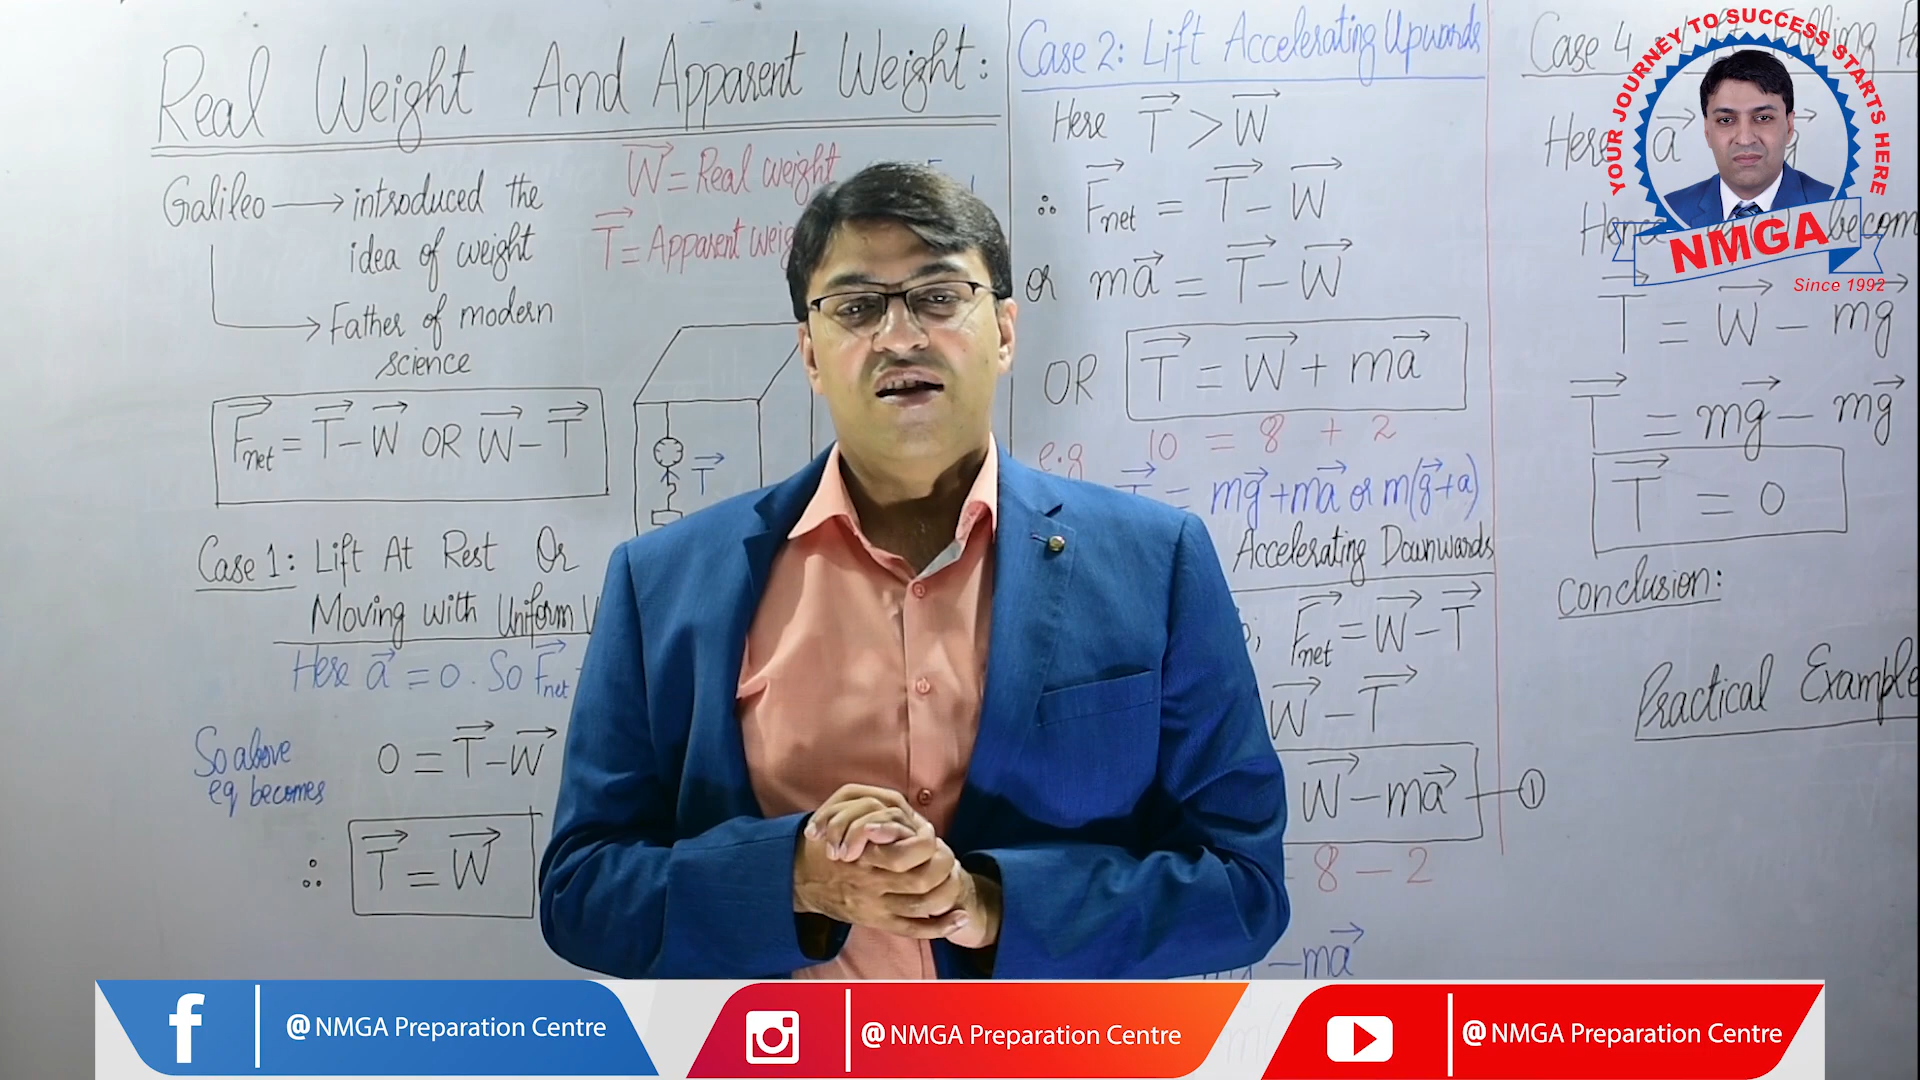 Real Weight And Apparent Weight:
Galileo → introduced the
idea of weight
→ Father of modern
science
W = Real weight
T = Apparent
Fnet = T - W OR W - T
T
Case 1: Lift At Rest Or
Moving with Uniform
Here a = 0. So Fnet
So above
eq becomes
0 = T - W
∴ T = W
Case 2: Lift Accelerating Upwards
Here T > W
∴ Fnet = T - W
or ma = T - W
OR T = W + ma
e.g 10 = 8 + 2
T = mg + ma or m(g+a)
Accelerating Downwards
Fnet = W - T
W - T
W - ma — ①
= 8 - 2
mg - ma
Case 4:
Here a
Hence
T = W - mg
T = mg - mg
T = 0
Conclusion:
Practical Example
YOUR JOURNEY TO SUCCESS STARTS HERE
NMGA
Since 1992
f @NMGA Preparation Centre
@NMGA Preparation Centre
@NMGA Preparation Centre